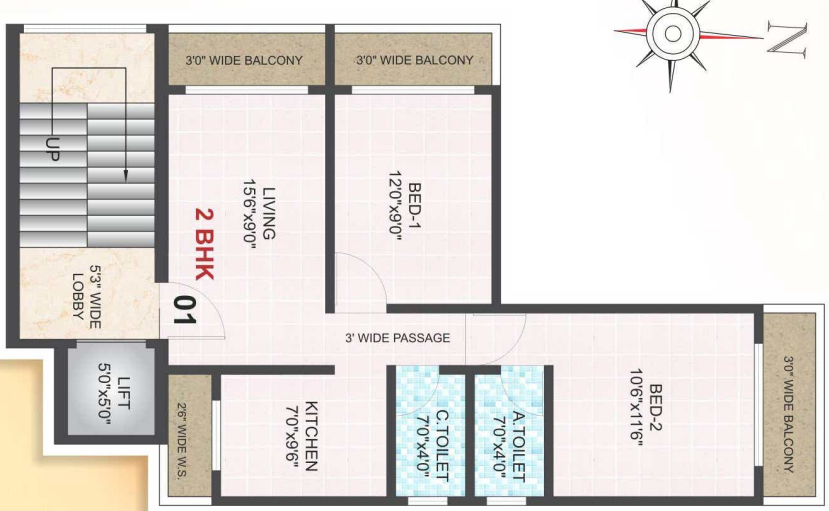 3'0" WIDE BALCONY
3'0" WIDE BALCONY
N
UP
LIVING
15'6"x9'0"
BED-1
12'0"x9'0"
2 BHK
01
5'3" WIDE
LOBBY
LIFT
5'0"x5'0"
3' WIDE PASSAGE
2'6" WIDE W.S.
KITCHEN
7'0"x9'6"
C.TOILET
7'0"x4'0"
A.TOILET
7'0"x4'0"
BED-2
10'6"x11'6"
3'0" WIDE BALCONY